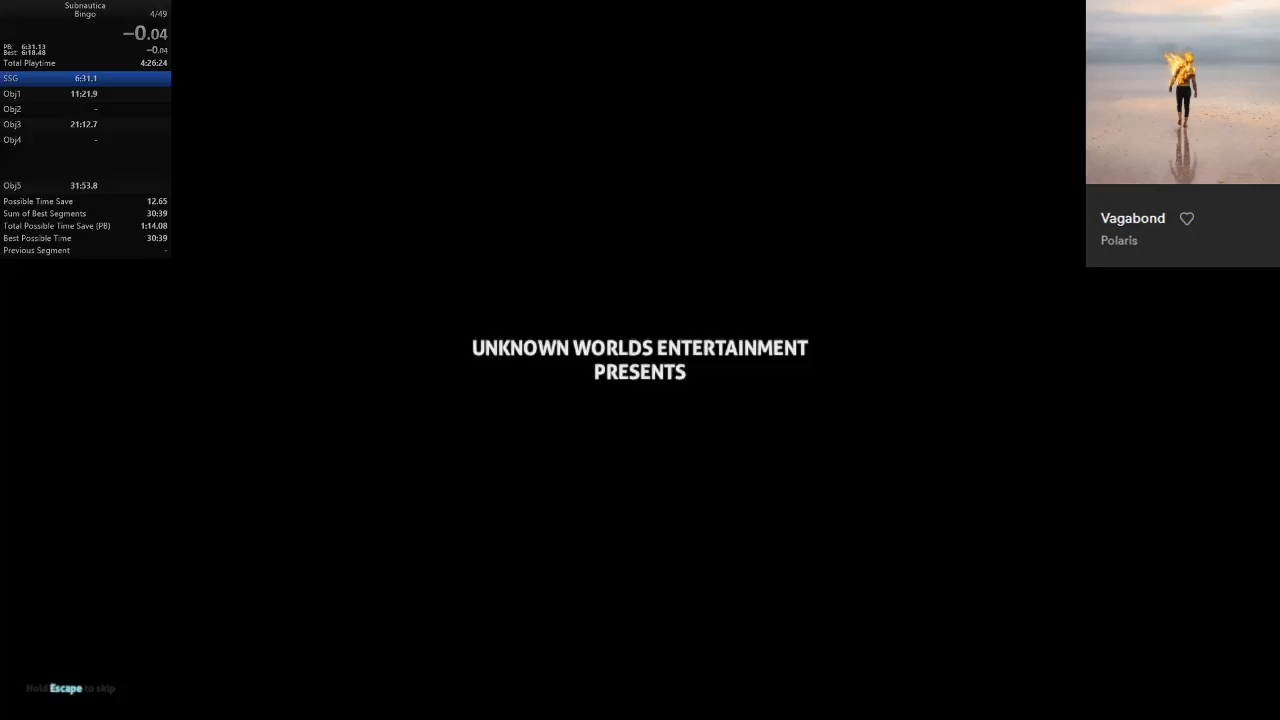 Subnautica
Bingo 4/49
−0.04
PB: 6:31.13
Best: 6:18.48 −0.04
Total Playtime 4:26:24
SSG 6:31.1
Obj1 11:21.9
Obj2 -
Obj3 21:12.7
Obj4 -
Obj5 31:53.8
Possible Time Save 12.65
Sum of Best Segments 30:39
Total Possible Time Save (PB) 1:14.08
Best Possible Time 30:39
Previous Segment -
Vagabond
Polaris
UNKNOWN WORLDS ENTERTAINMENT
PRESENTS
Hold Escape to skip